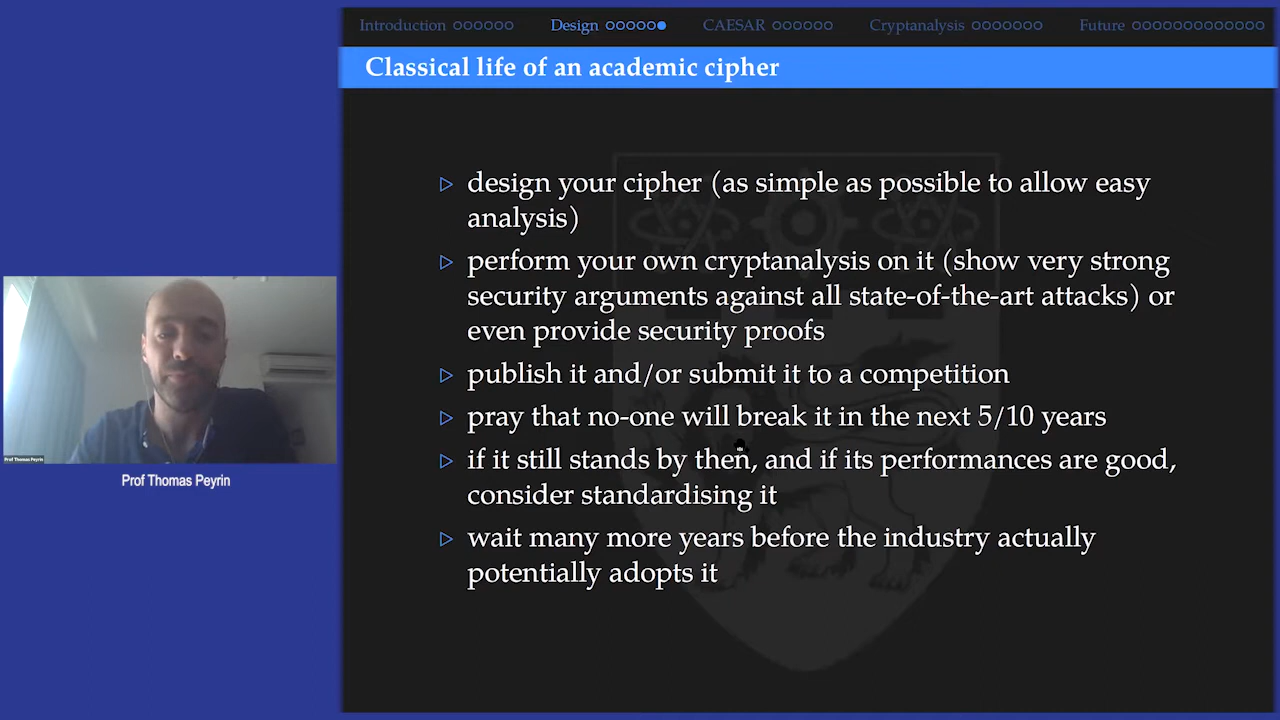 Introduction Design CAESAR Cryptanalysis Future
Classical life of an academic cipher
design your cipher (as simple as possible to allow easy
analysis)
perform your own cryptanalysis on it (show very strong
security arguments against all state-of-the-art attacks) or
even provide security proofs
publish it and/or submit it to a competition
pray that no-one will break it in the next 5/10 years
if it still stands by then, and if its performances are good,
consider standardising it
wait many more years before the industry actually
potentially adopts it
Prof Thomas Peyrin
Prof Thomas Peyrin